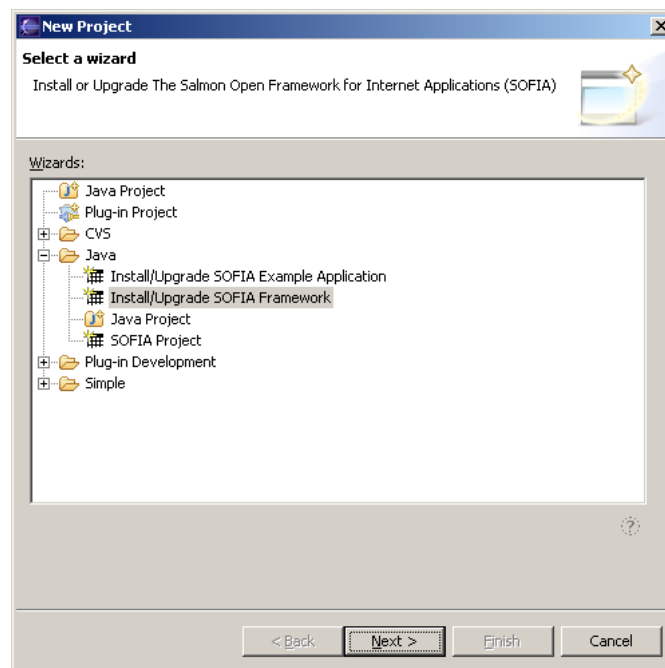 New Project
Select a wizard
Install or Upgrade The Salmon Open Framework for Internet Applications (SOFIA)
Wizards:
Java Project
Plug-in Project
CVS
Java
Install/Upgrade SOFIA Example Application
Install/Upgrade SOFIA Framework
Java Project
SOFIA Project
Plug-in Development
Simple
< Back Next > Finish Cancel